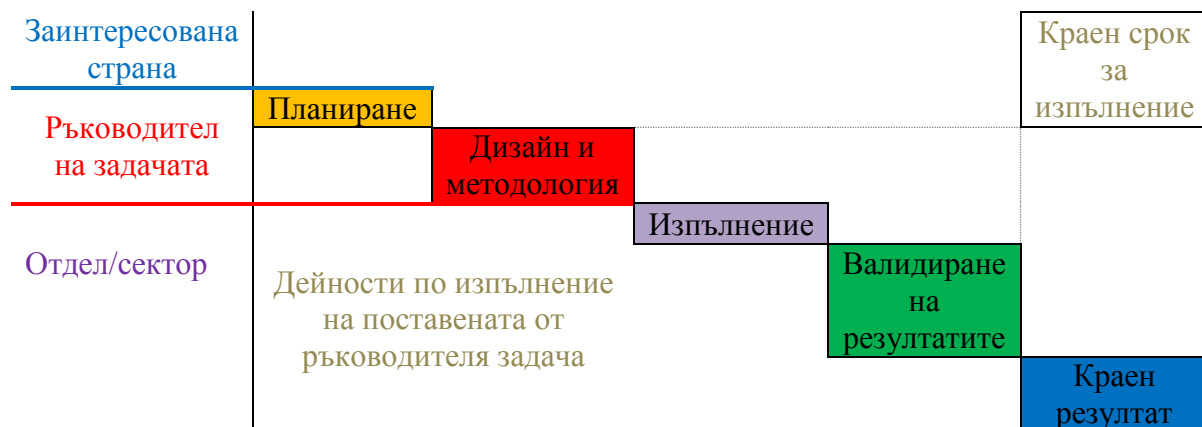 Заинтересована
страна
Краен срок
за
изпълнение
Планиране
Ръководител
на задачата
Дизайн и
методология
Изпълнение
Отдел/сектор
Валидиране
на
резултатите
Дейности по изпълнение
на поставената от
ръководителя задача
Краен
резултат